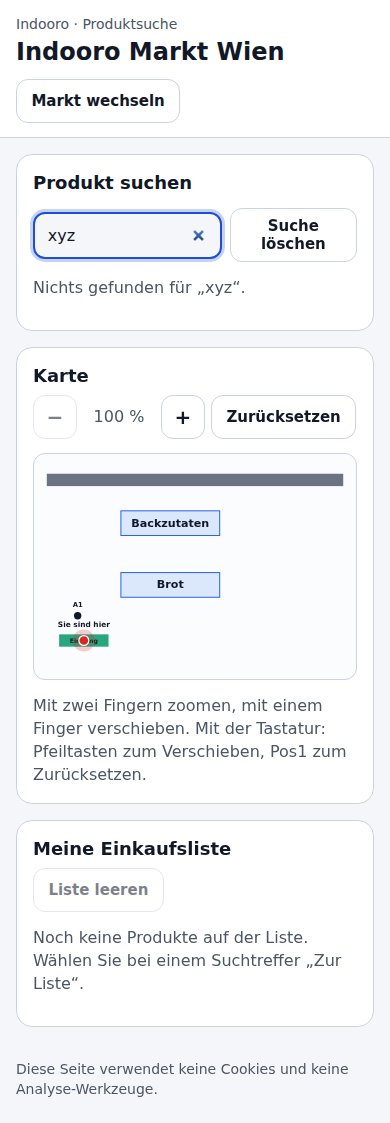 Indooro · Produktsuche
Indooro Markt Wien
Markt wechseln
Produkt suchen
xyz
Suche
löschen
Nichts gefunden für „xyz“.
Karte
− 100 % + Zurücksetzen
Backzutaten
Brot
A1
Sie sind hier
Mit zwei Fingern zoomen, mit einem
Finger verschieben. Mit der Tastatur:
Pfeiltasten zum Verschieben, Pos1 zum
Zurücksetzen.
Meine Einkaufsliste
Liste leeren
Noch keine Produkte auf der Liste.
Wählen Sie bei einem Suchtreffer „Zur
Liste“.
Diese Seite verwendet keine Cookies und keine
Analyse-Werkzeuge.